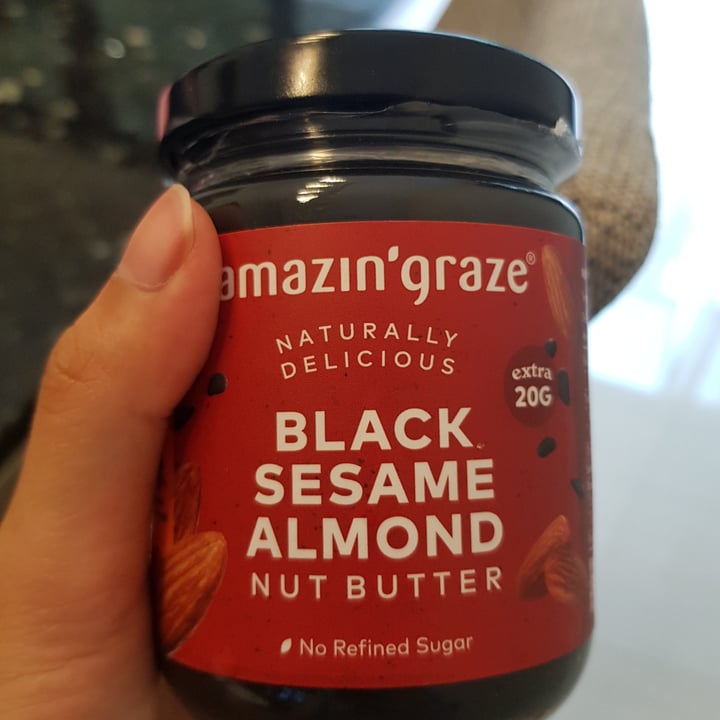 amazin'graze®
NATURALLY
DELICIOUS
extra
20G
BLACK
SESAME
ALMOND
NUT BUTTER
No Refined Sugar